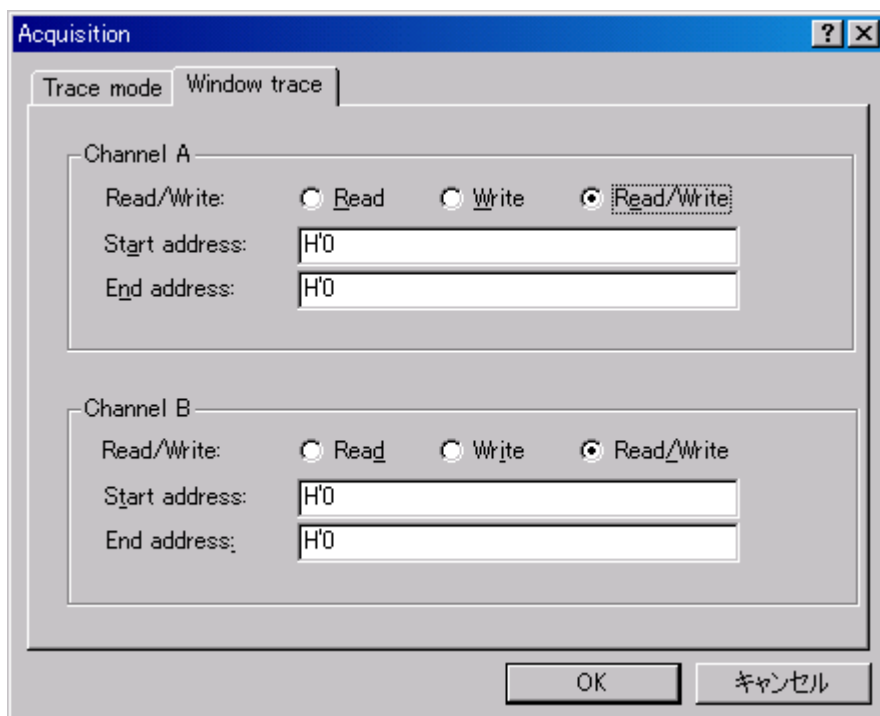 Acquisition
Trace mode Window trace
Channel A
Read/Write: Read Write Read/Write
Start address: H'0
End address: H'0
Channel B
Read/Write: Read Write Read/Write
Start address: H'0
End address: H'0
OK キャンセル